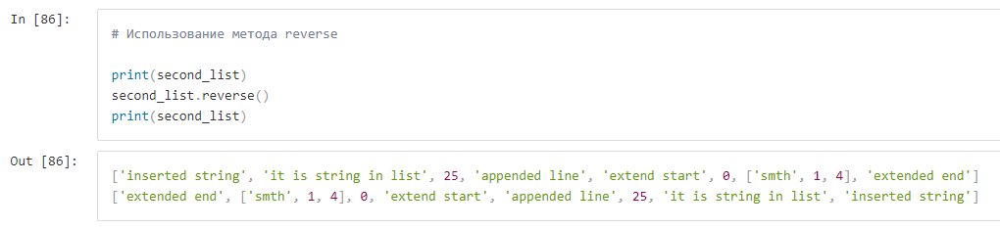 In [86]:
# Использование метода reverse
print(second_list)
second_list.reverse()
print(second_list)
Out [86]:
['inserted string', 'it is string in list', 25, 'appended line', 'extend start', 0, ['smth', 1, 4], 'extended end']
['extended end', ['smth', 1, 4], 0, 'extend start', 'appended line', 25, 'it is string in list', 'inserted string']